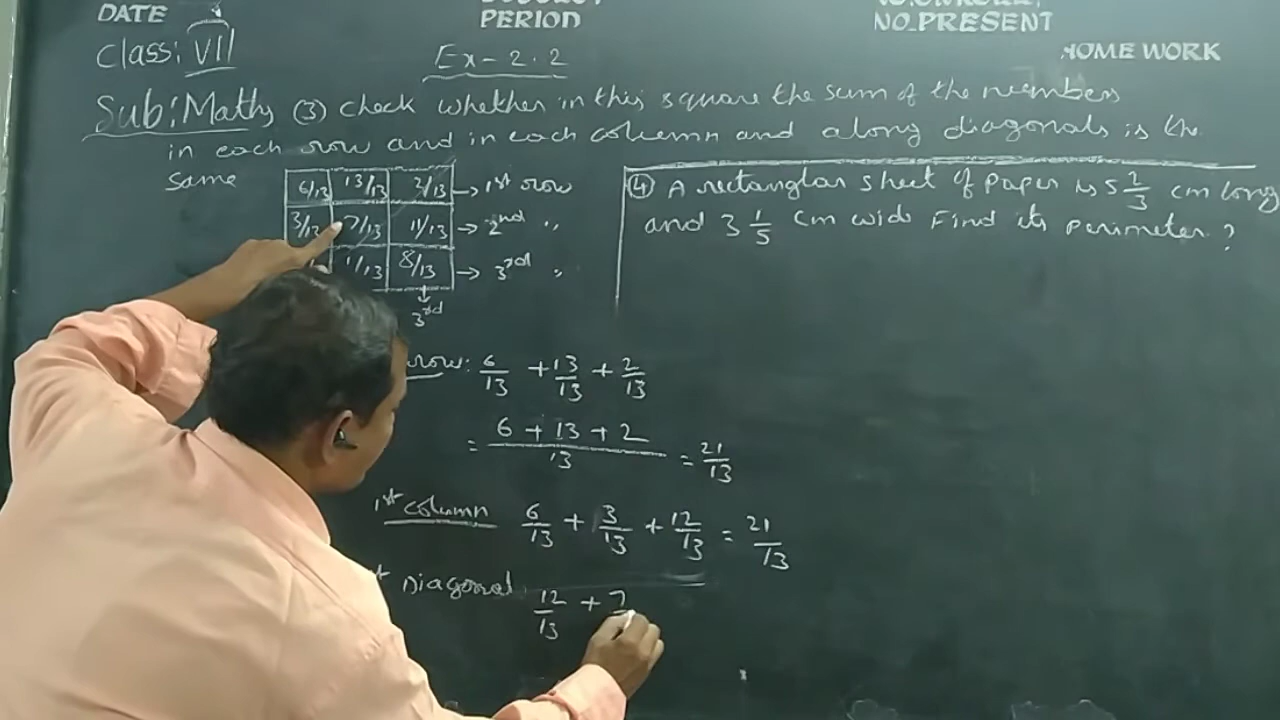 DATE
PERIOD
NO.PRESENT
HOME WORK
Class: VII
Ex-2.2
Sub: Maths (3) Check whether in this square the sum of the numbers
in each row and in each column and along diagonals is the
same
6/13 13/13 2/13 → 1st row
3/13 7/13 11/13 → 2nd "
1/13 8/13 → 3rd "
3rd
row: 6/13 + 13/13 + 2/13
= 6 + 13 + 2 / 13 = 21/13
1st column 6/13 + 3/13 + 12/13 = 21/13
Diagonal 12/13 + 7
(4) A rectanglar sheet of paper is 5 2/3 cm long
and 3 1/5 cm wide Find its perimeter ?